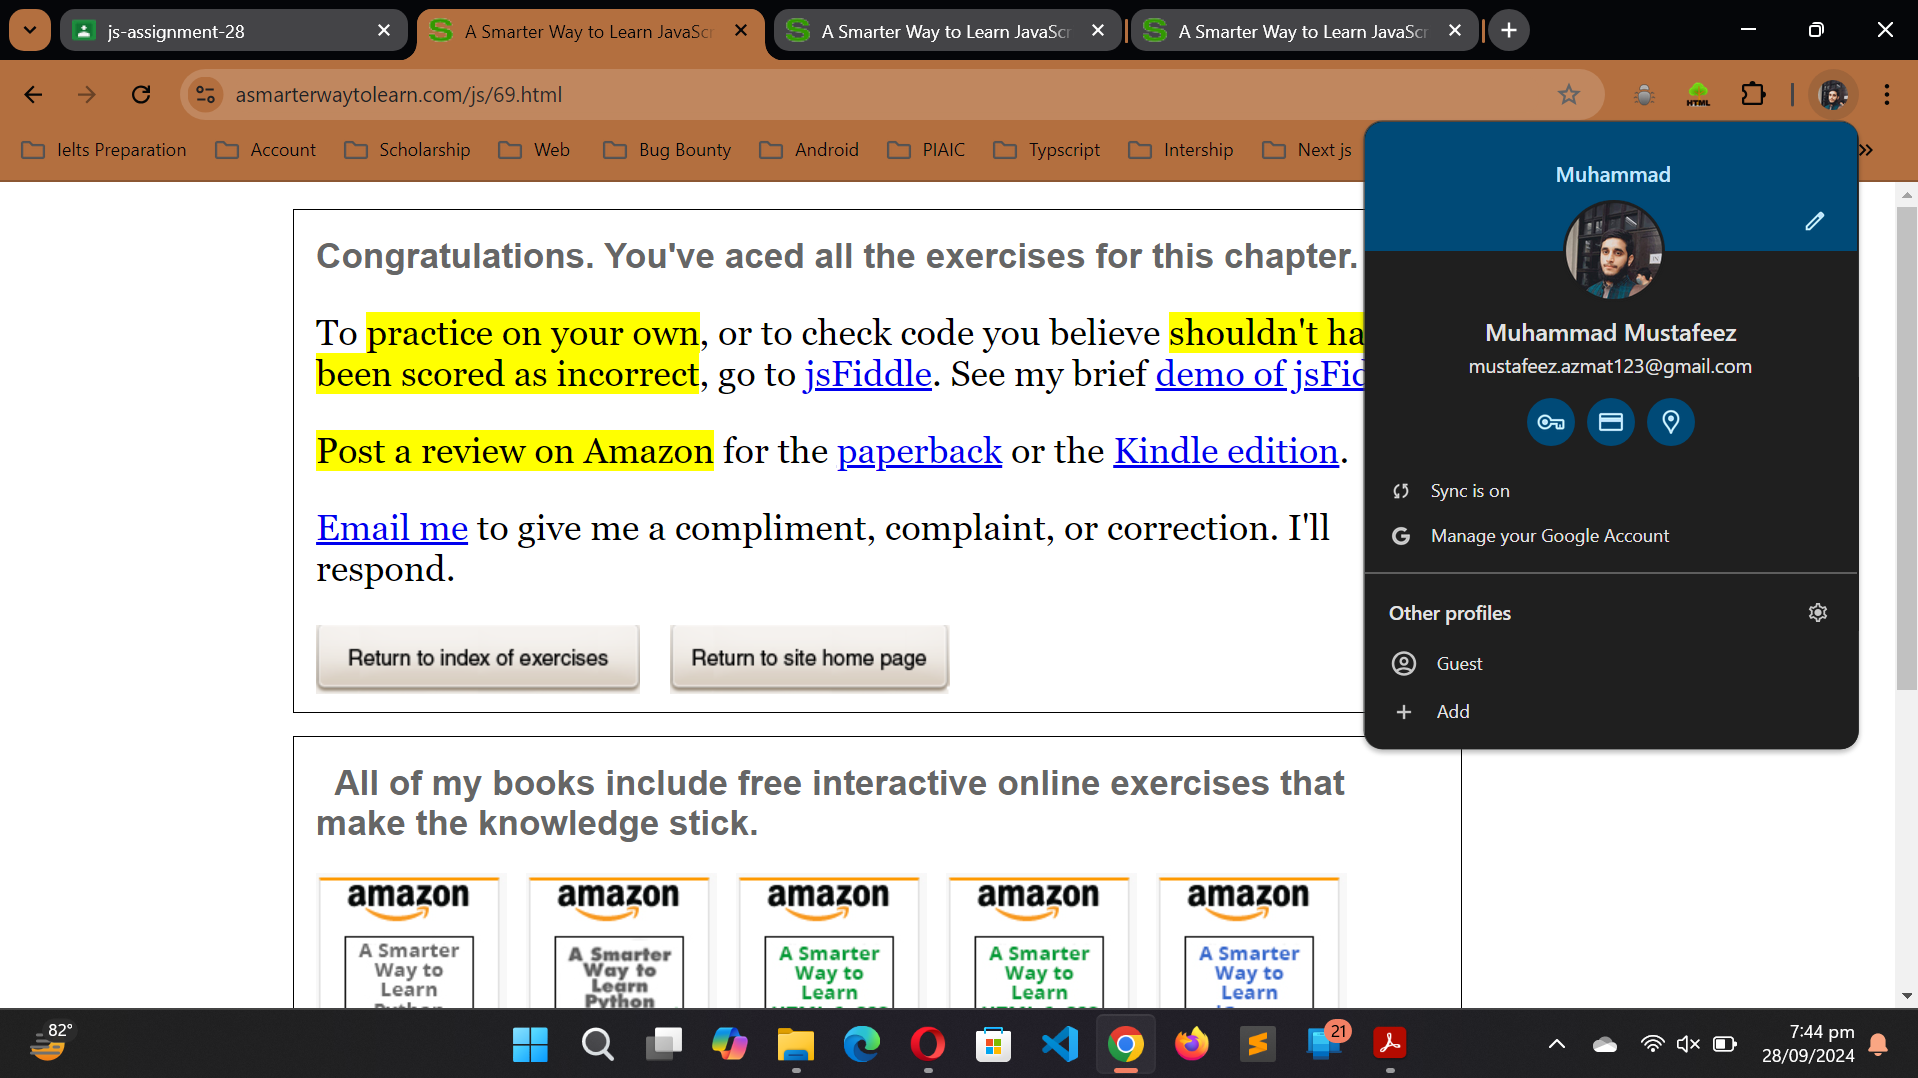 js-assignment-28
A Smarter Way to Learn JavaScr
A Smarter Way to Learn JavaScr
A Smarter Way to Learn JavaScr
asmarterwaytolearn.com/js/69.html
HTML
Ielts Preparation
Account
Scholarship
Web
Bug Bounty
Android
PIAIC
Typscript
Intership
Next js
Muhammad
Muhammad Mustafeez
mustafeez.azmat123@gmail.com
Sync is on
Manage your Google Account
Other profiles
Guest
Add
Congratulations. You've aced all the exercises for this chapter.
To practice on your own, or to check code you believe shouldn't ha
been scored as incorrect, go to jsFiddle. See my brief demo of jsFid
Post a review on Amazon for the paperback or the Kindle edition.
Email me to give me a compliment, complaint, or correction. I'll
respond.
Return to index of exercises
Return to site home page
All of my books include free interactive online exercises that
make the knowledge stick.
amazon
A Smarter
Way to
Learn
Python
amazon
A Smarter
Way to
Learn
Python
amazon
A Smarter
Way to
Learn
amazon
A Smarter
Way to
Learn
amazon
A Smarter
Way to
Learn
82°
21
7:44 pm
28/09/2024